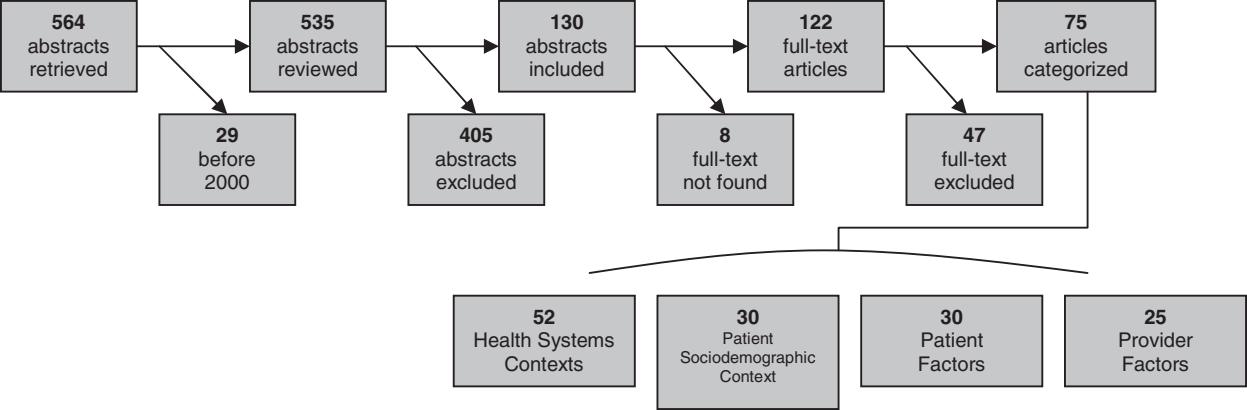 564
abstracts
retrieved
535
abstracts
reviewed
130
abstracts
included
122
full-text
articles
75
articles
categorized
29
before
2000
405
abstracts
excluded
8
full-text
not found
47
full-text
excluded
52
Health Systems
Contexts
30
Patient
Sociodemographic
Context
30
Patient
Factors
25
Provider
Factors